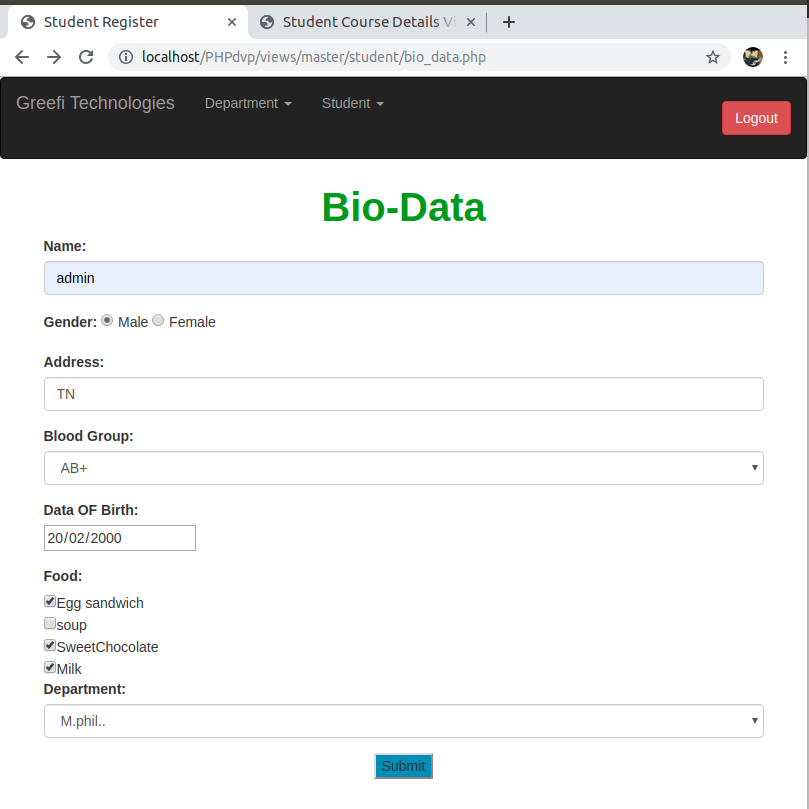 Student Register
Student Course Details Vi
localhost/PHPdvp/views/master/student/bio_data.php
Greefi Technologies Department Student Logout
Bio-Data
Name:
admin
Gender: Male Female
Address:
TN
Blood Group:
AB+
Data OF Birth:
20/02/2000
Food:
Egg sandwich
soup
SweetChocolate
Milk
Department:
M.phil..
Submit